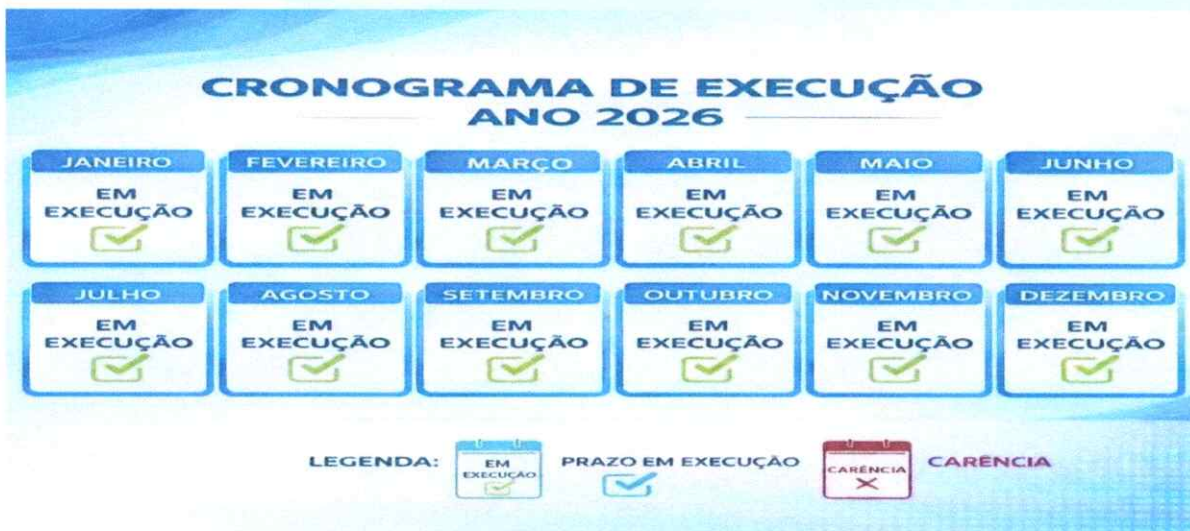 CRONOGRAMA DE EXECUÇÃO
ANO 2026
JANEIRO
EM
EXECUÇÃO
FEVEREIRO
EM
EXECUÇÃO
MARÇO
EM
EXECUÇÃO
ABRIL
EM
EXECUÇÃO
MAIO
EM
EXECUÇÃO
JUNHO
EM
EXECUÇÃO
JULHO
EM
EXECUÇÃO
AGOSTO
EM
EXECUÇÃO
SETEMBRO
EM
EXECUÇÃO
OUTUBRO
EM
EXECUÇÃO
NOVEMBRO
EM
EXECUÇÃO
DEZEMBRO
EM
EXECUÇÃO
LEGENDA:
EM
EXECUÇÃO
PRAZO EM EXECUÇÃO
CARÊNCIA
CARÊNCIA